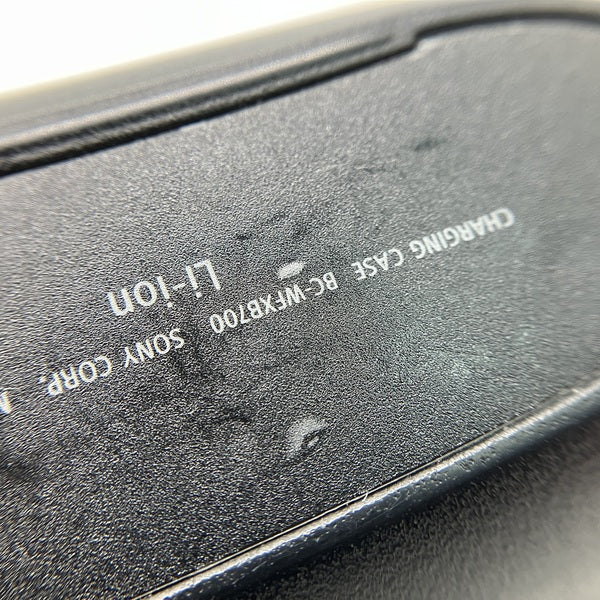 CHARGING CASE BC-WFXB700 SONY CORP.
Li-ion